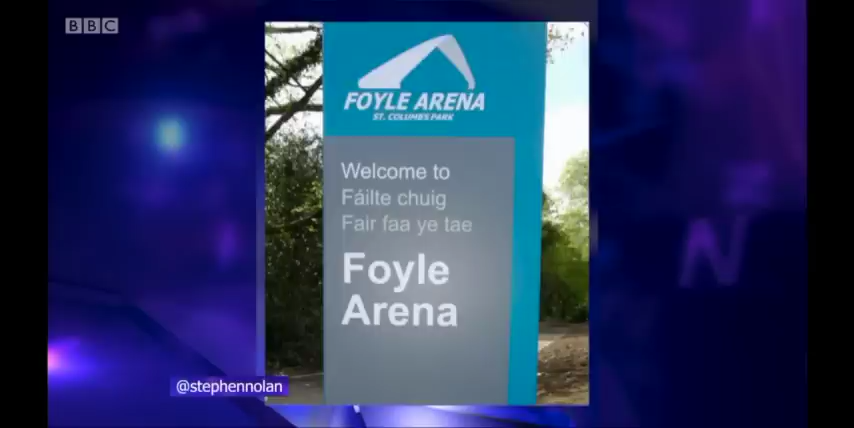 BBC
FOYLE ARENA
ST. COLUMB'S PARK
Welcome to
Fáilte chuig
Fair faa ye tae
Foyle
Arena
N
@stephennolan